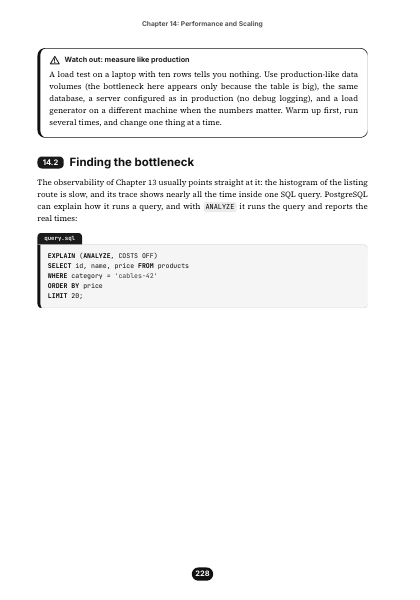 Chapter 14: Performance and Scaling
Watch out: measure like production
A load test on a laptop with ten rows tells you nothing. Use production-like data
volumes (the bottleneck here appears only because the table is big), the same
database, a server configured as in production (no debug logging), and a load
generator on a different machine when the numbers matter. Warm up first, run
several times, and change one thing at a time.
14.2 Finding the bottleneck
The observability of Chapter 13 usually points straight at it: the histogram of the listing
route is slow, and its trace shows nearly all the time inside one SQL query. PostgreSQL
can explain how it runs a query, and with ANALYZE it runs the query and reports the
real times:
query.sql
EXPLAIN (ANALYZE, COSTS OFF)
SELECT id, name, price FROM products
WHERE category = 'cables-42'
ORDER BY price
LIMIT 20;
228